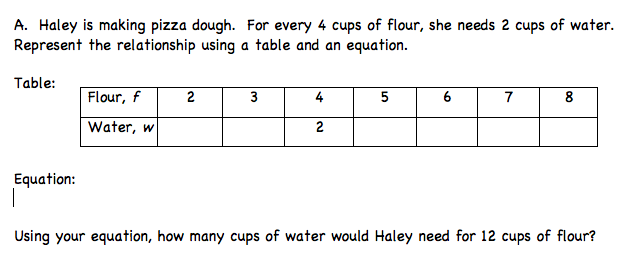 A. Haley is making pizza dough. For every 4 cups of flour, she needs 2 cups of water.
Represent the relationship using a table and an equation.
Table:
Flour, f 2 3 4 5 6 7 8
Water, w 2
Equation:
Using your equation, how many cups of water would Haley need for 12 cups of flour?